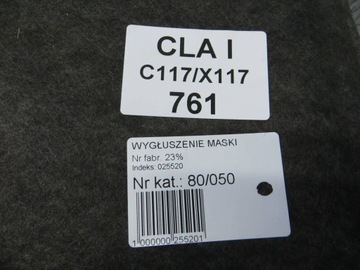 CLA I
C117/X117
761
WYGŁUSZENIE MASKI
Nr fabr. 23%
Indeks: 025520
Nr kat.: 80/050
1 000000 255201